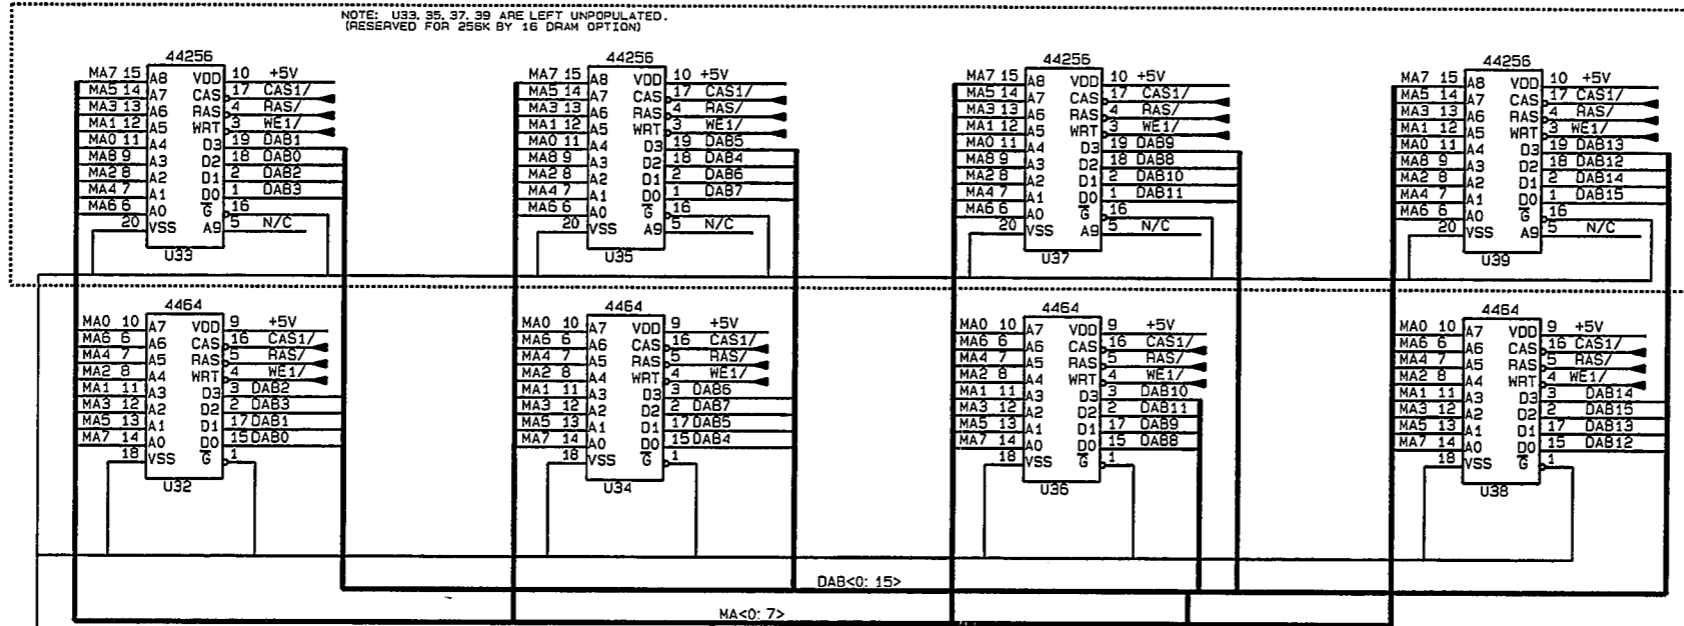 NOTE: U33, 35, 37, 39 ARE LEFT UNPOPULATED.
(RESERVED FOR 256K BY 16 DRAM OPTION)
44256
MA7 15 A8 VDD 10 +5V
MA5 14 A7 CAS 17 CAS1/
MA3 13 A6 RAS 4 RAS/
MA1 12 A5 WRT 3 WE1/
MA0 11 A4 D3 19 DAB1
MA8 9 A3 D2 18 DAB0
MA2 8 A2 D1 2 DAB2
MA4 7 A1 D0 1 DAB3
MA6 6 A0 G 16
20 VSS A9 5 N/C
U33
44256
MA7 15 A8 VDD 10 +5V
MA5 14 A7 CAS 17 CAS1/
MA3 13 A6 RAS 4 RAS/
MA1 12 A5 WRT 3 WE1/
MA0 11 A4 D3 19 DAB5
MA8 9 A3 D2 18 DAB4
MA2 8 A2 D1 2 DAB6
MA4 7 A1 D0 1 DAB7
MA6 6 A0 G 16
20 VSS A9 5 N/C
U35
44256
MA7 15 A8 VDD 10 +5V
MA5 14 A7 CAS 17 CAS1/
MA3 13 A6 RAS 4 RAS/
MA1 12 A5 WRT 3 WE1/
MA0 11 A4 D3 19 DAB9
MA8 9 A3 D2 18 DAB8
MA2 8 A2 D1 2 DAB10
MA4 7 A1 D0 1 DAB11
MA6 6 A0 G 16
20 VSS A9 5 N/C
U37
44256
MA7 15 A8 VDD 10 +5V
MA5 14 A7 CAS 17 CAS1/
MA3 13 A6 RAS 4 RAS/
MA1 12 A5 WRT 3 WE1/
MA0 11 A4 D3 19 DAB13
MA8 9 A3 D2 18 DAB12
MA2 8 A2 D1 2 DAB14
MA4 7 A1 D0 1 DAB15
MA6 6 A0 G 16
20 VSS A9 5 N/C
U39
4464
MA0 10 A7 VDD 9 +5V
MA6 6 A6 CAS 16 CAS1/
MA4 7 A5 RAS 5 RAS/
MA2 8 A4 WRT 4 WE1/
MA1 11 A3 D3 3 DAB2
MA3 12 A2 D2 2 DAB3
MA5 13 A1 D1 17 DAB1
MA7 14 A0 D0 15 DAB0
18 VSS G 1
U32
4464
MA0 10 A7 VDD 9 +5V
MA6 6 A6 CAS 16 CAS1/
MA4 7 A5 RAS 5 RAS/
MA2 8 A4 WRT 4 WE1/
MA1 11 A3 D3 3 DAB6
MA3 12 A2 D2 2 DAB7
MA5 13 A1 D1 17 DAB5
MA7 14 A0 D0 15 DAB4
18 VSS G 1
U34
4464
MA0 10 A7 VDD 9 +5V
MA6 6 A6 CAS 16 CAS1/
MA4 7 A5 RAS 5 RAS/
MA2 8 A4 WRT 4 WE1/
MA1 11 A3 D3 3 DAB10
MA3 12 A2 D2 2 DAB11
MA5 13 A1 D1 17 DAB9
MA7 14 A0 D0 15 DAB8
18 VSS G 1
U36
4464
MA0 10 A7 VDD 9 +5V
MA6 6 A6 CAS 16 CAS1/
MA4 7 A5 RAS 5 RAS/
MA2 8 A4 WRT 4 WE1/
MA1 11 A3 D3 3 DAB14
MA3 12 A2 D2 2 DAB15
MA5 13 A1 D1 17 DAB13
MA7 14 A0 D0 15 DAB12
18 VSS G 1
U38
DAB<0: 15>
MA<0: 7>